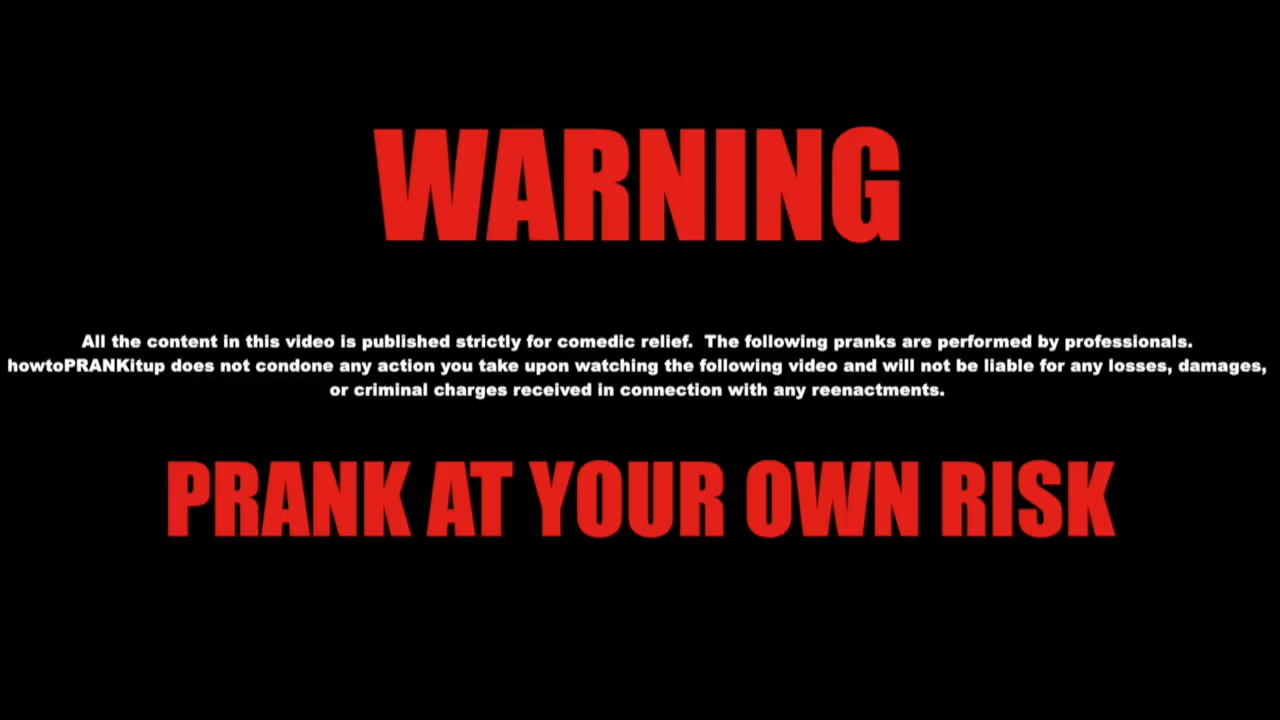 WARNING
All the content in this video is published strictly for comedic relief.  The following pranks are performed by professionals.
howtoPRANKitup does not condone any action you take upon watching the following video and will not be liable for any losses, damages,
or criminal charges received in connection with any reenactments.
PRANK AT YOUR OWN RISK